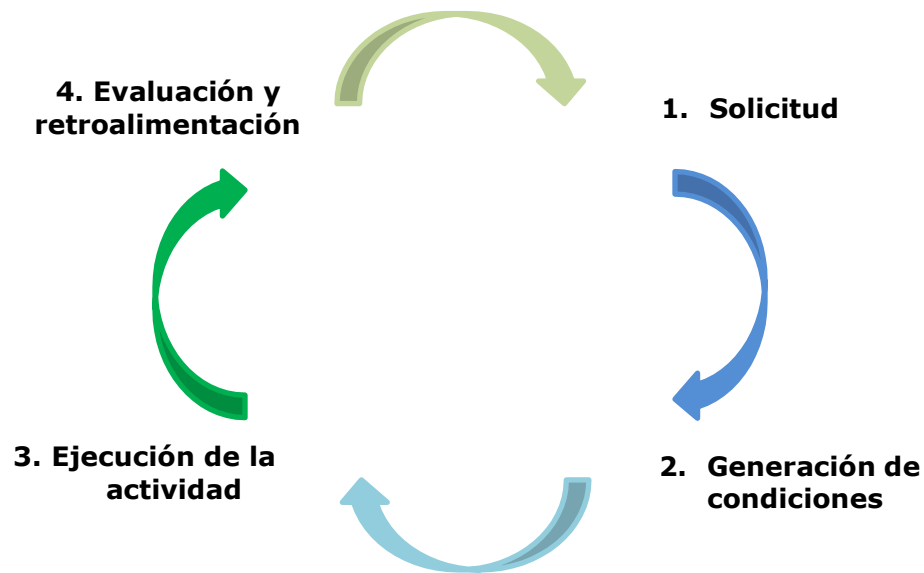 1. Solicitud
2. Generación de
condiciones
3. Ejecución de la
actividad
4. Evaluación y
retroalimentación